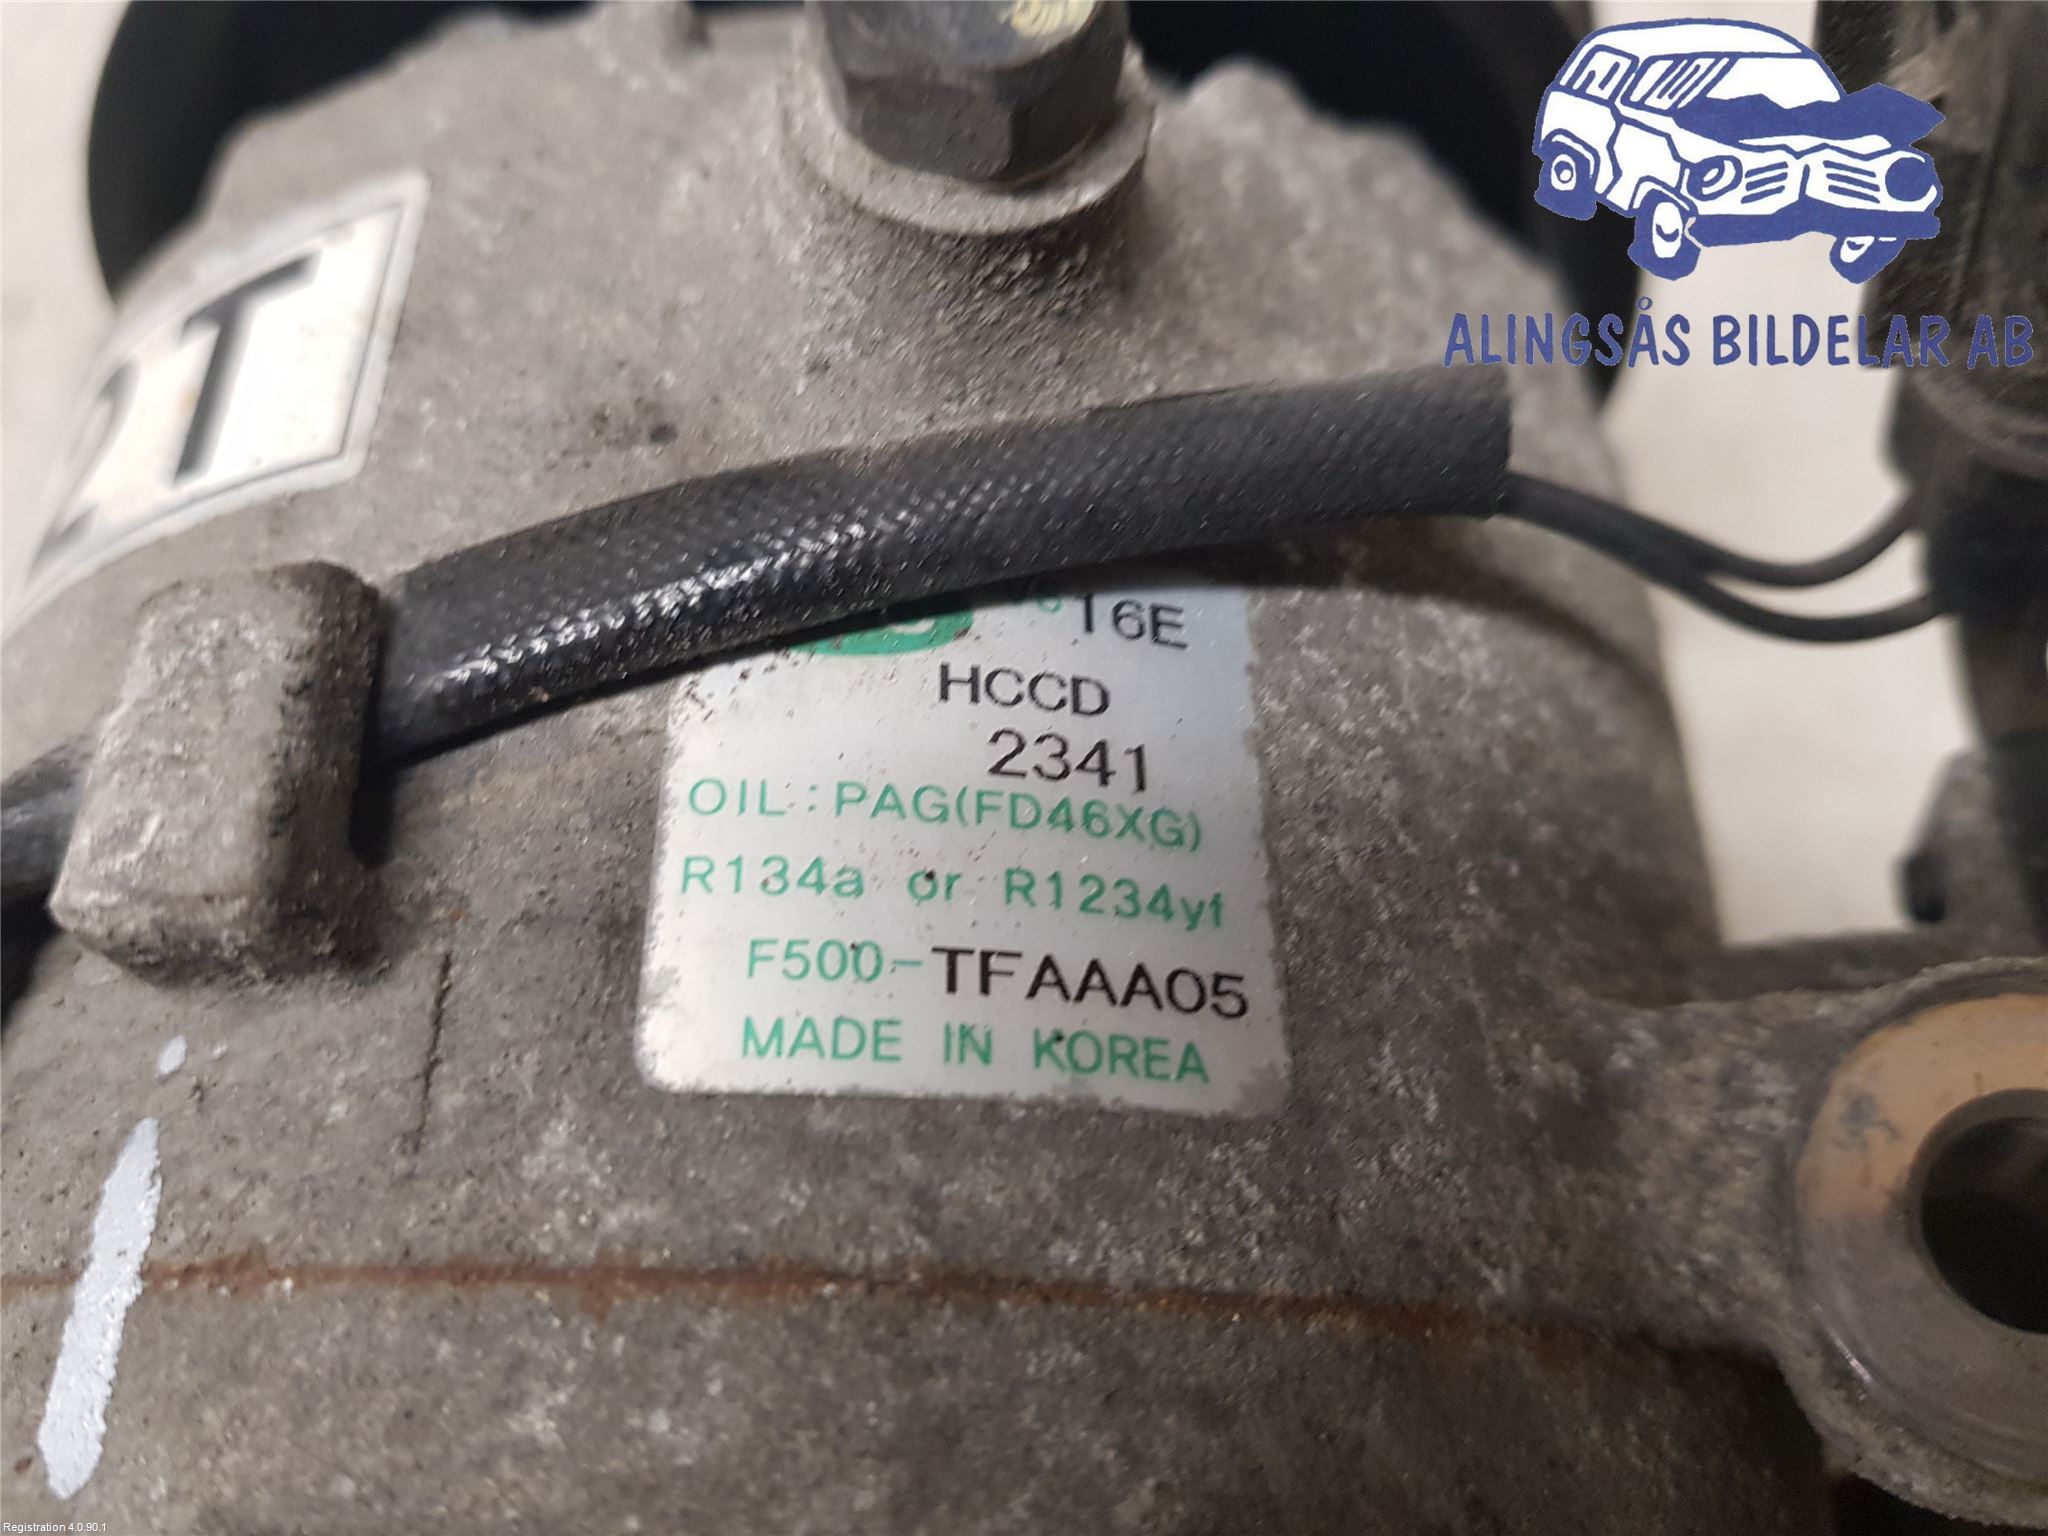 ALINGSÅS BILDELAR AB
T
16E
HCCD
2341
OIL : PAG(FD46XG)
R134a or R1234yf
F500-TFAAA05
MADE IN KOREA
Registration 4.0.90.1